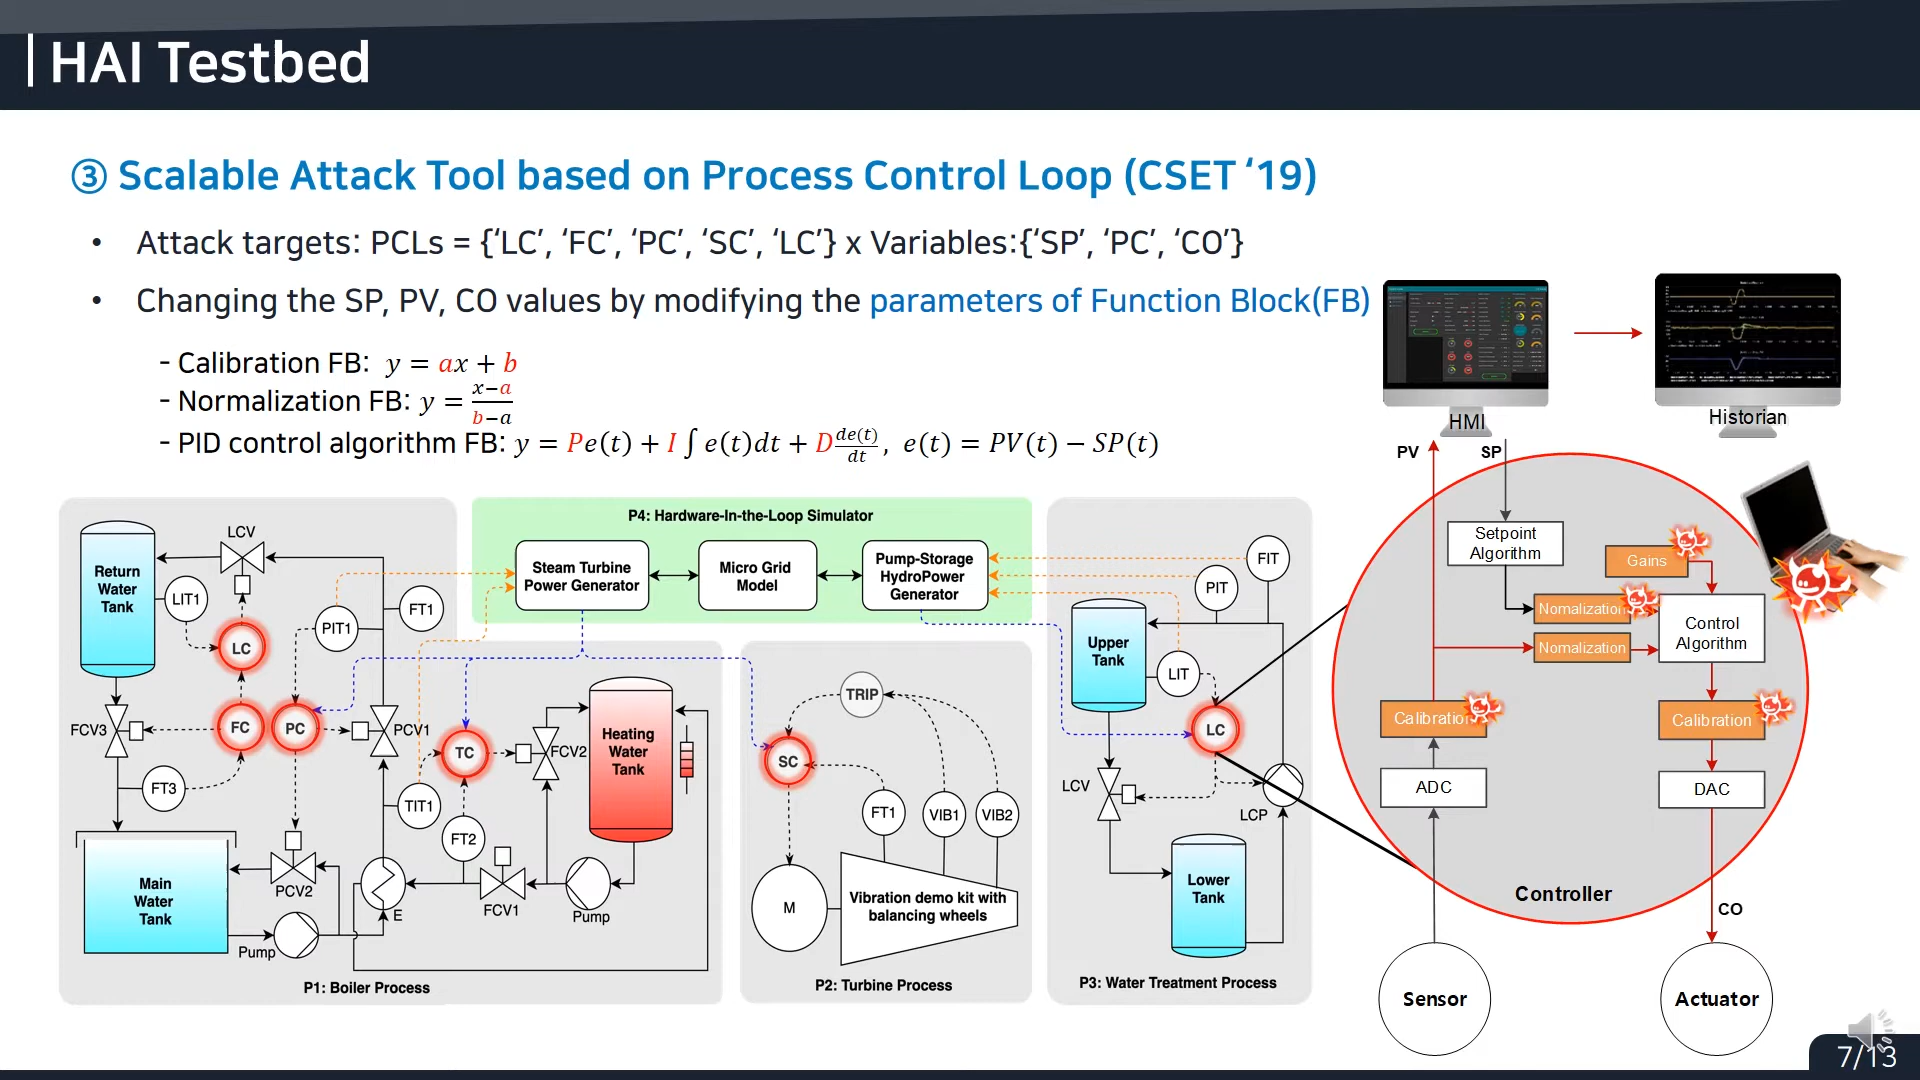 HAI Testbed
③ Scalable Attack Tool based on Process Control Loop (CSET ‘19)
• Attack targets: PCLs = {‘LC’, ‘FC’, ‘PC’, ‘SC’, ‘LC’} x Variables:{‘SP’, ‘PC’, ‘CO’}
• Changing the SP, PV, CO values by modifying the parameters of Function Block(FB)
- Calibration FB: y = ax + b
- Normalization FB: y = x−a / b−a
- PID control algorithm FB: y = Pe(t) + I ∫ e(t)dt + D de(t)/dt, e(t) = PV(t) − SP(t)
HMI
Historian
PV
SP
Setpoint
Algorithm
Gains
Nomalization
Nomalization
Control
Algorithm
Calibration
Calibration
ADC
DAC
Controller
CO
Sensor
Actuator
P4: Hardware-In-the-Loop Simulator
Steam Turbine
Power Generator
Micro Grid
Model
Pump-Storage
HydroPower
Generator
Return
Water
Tank
LCV
LIT1
LC
PIT1
FT1
FCV3
FC
PC
PCV1
FT3
TC
TIT1
FT2
FCV2
Heating
Water
Tank
Main
Water
Tank
PCV2
Pump
E
FCV1
Pump
P1: Boiler Process
TRIP
SC
FT1
VIB1
VIB2
M
Vibration demo kit with
balancing wheels
P2: Turbine Process
FIT
PIT
Upper
Tank
LIT
LC
LCV
LCP
Lower
Tank
P3: Water Treatment Process
7/13